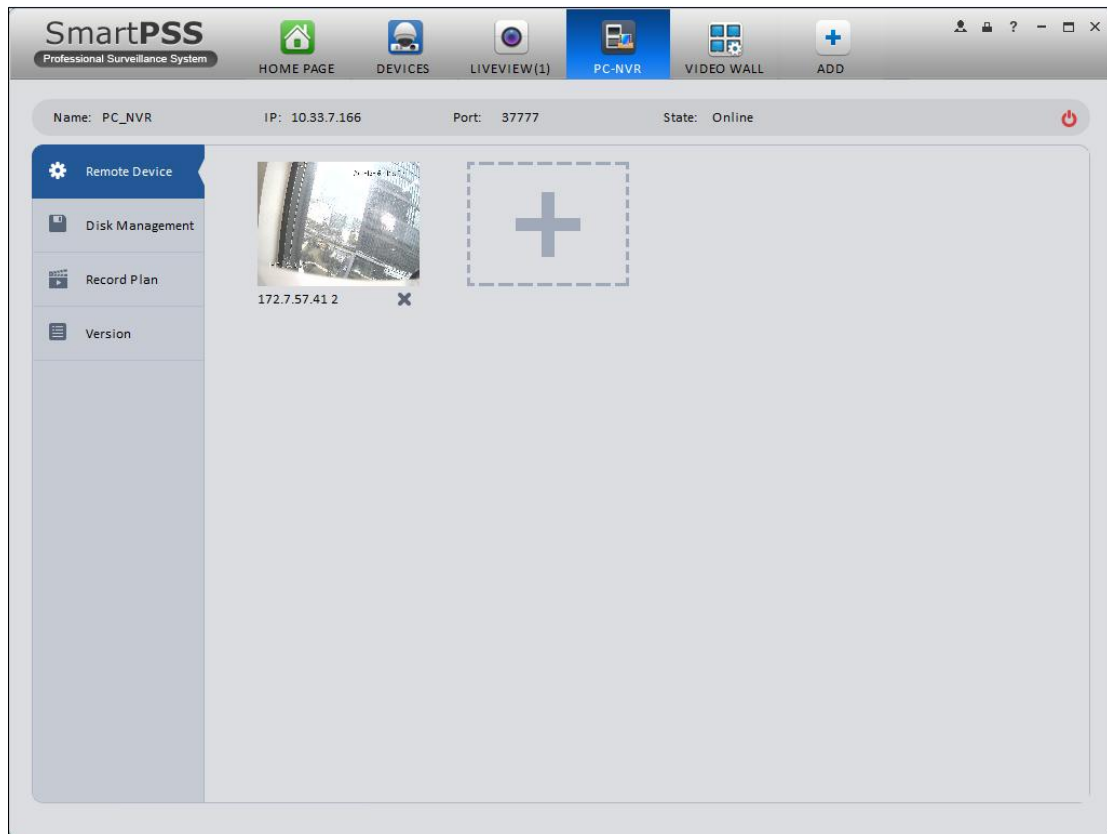 SmartPSS
Professional Surveillance System
HOME PAGE
DEVICES
LIVEVIEW(1)
PC-NVR
VIDEO WALL
ADD
?
Name: PC_NVR
IP: 10.33.7.166
Port: 37777
State: Online
Remote Device
Disk Management
Record Plan
Version
172.7.57.41 2